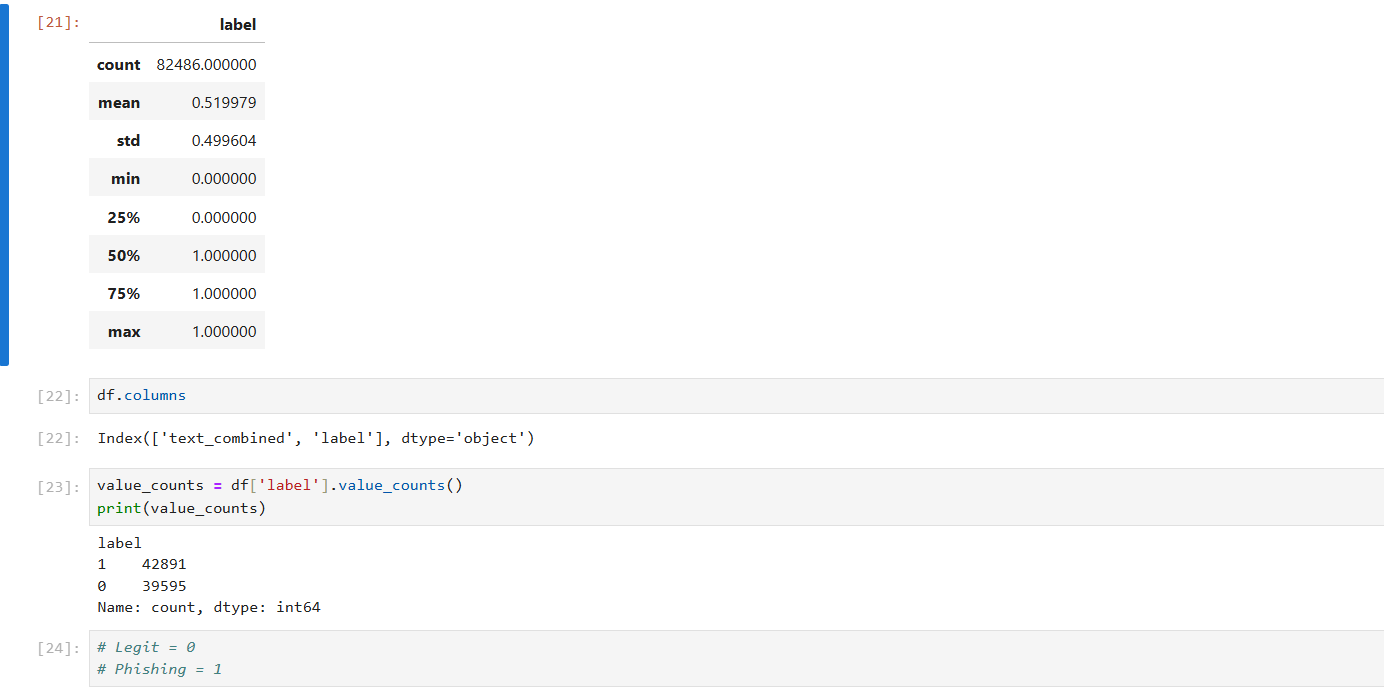 [21]:
label
count 82486.000000
mean 0.519979
std 0.499604
min 0.000000
25% 0.000000
50% 1.000000
75% 1.000000
max 1.000000
[22]: df.columns
[22]: Index(['text_combined', 'label'], dtype='object')
[23]: value_counts = df['label'].value_counts()
print(value_counts)
label
1    42891
0    39595
Name: count, dtype: int64
[24]: # Legit = 0
# Phishing = 1